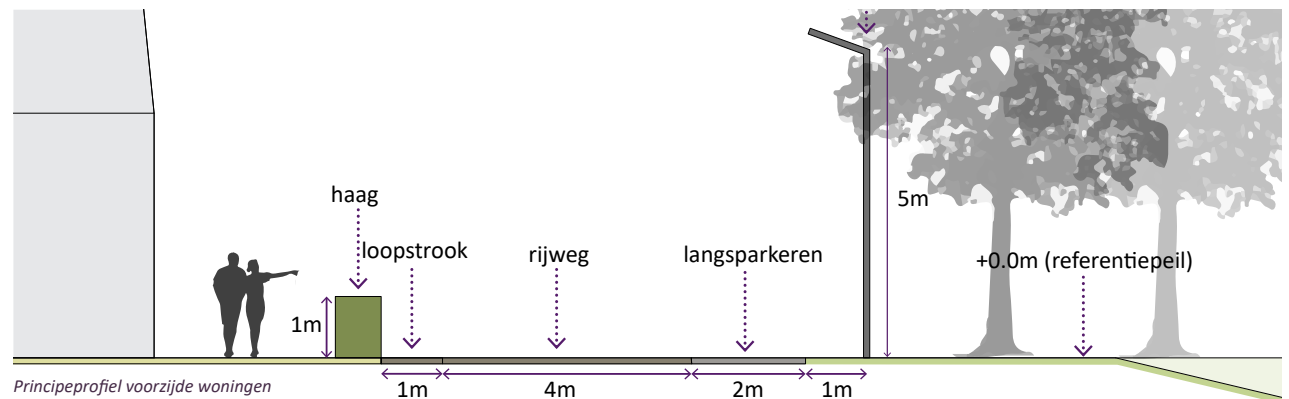 5m
haag
loopstrook
rijweg
langsparkeren
+0.0m (referentiepeil)
1m
1m
4m
2m
1m
Principeprofiel voorzijde woningen